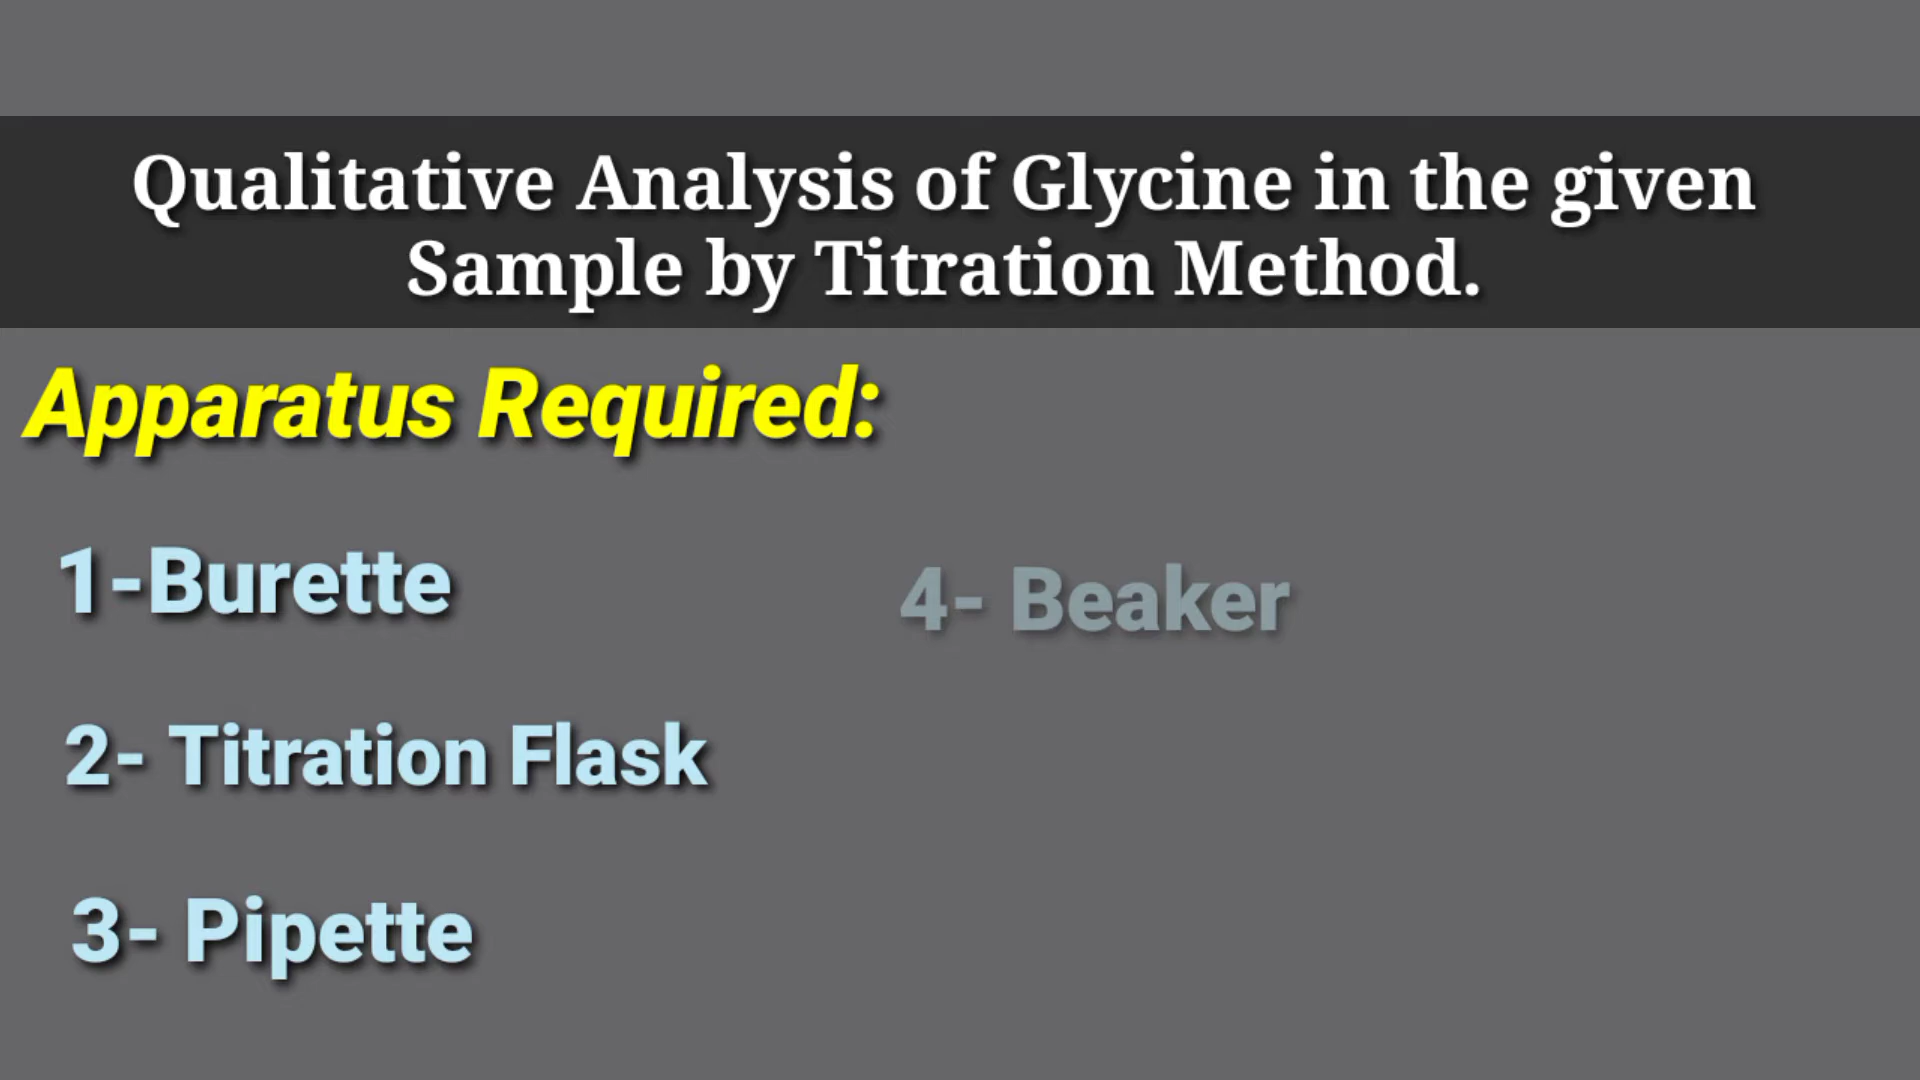 Qualitative Analysis of Glycine in the given
Sample by Titration Method.
Apparatus Required:
1-Burette
2- Titration Flask
3- Pipette
4- Beaker